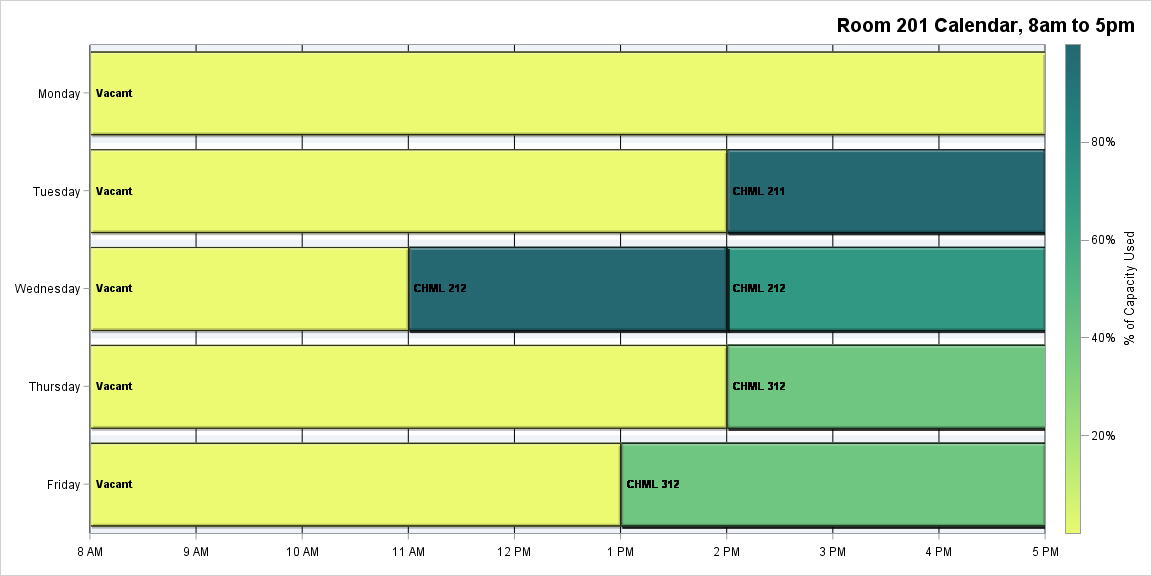 Room 201 Calendar, 8am to 5pm
Monday
Vacant
Tuesday
Vacant
CHML 211
Wednesday
Vacant
CHML 212
CHML 212
Thursday
Vacant
CHML 312
Friday
Vacant
CHML 312
8 AM
9 AM
10 AM
11 AM
12 PM
1 PM
2 PM
3 PM
4 PM
5 PM
80%
60%
40%
20%
% of Capacity Used